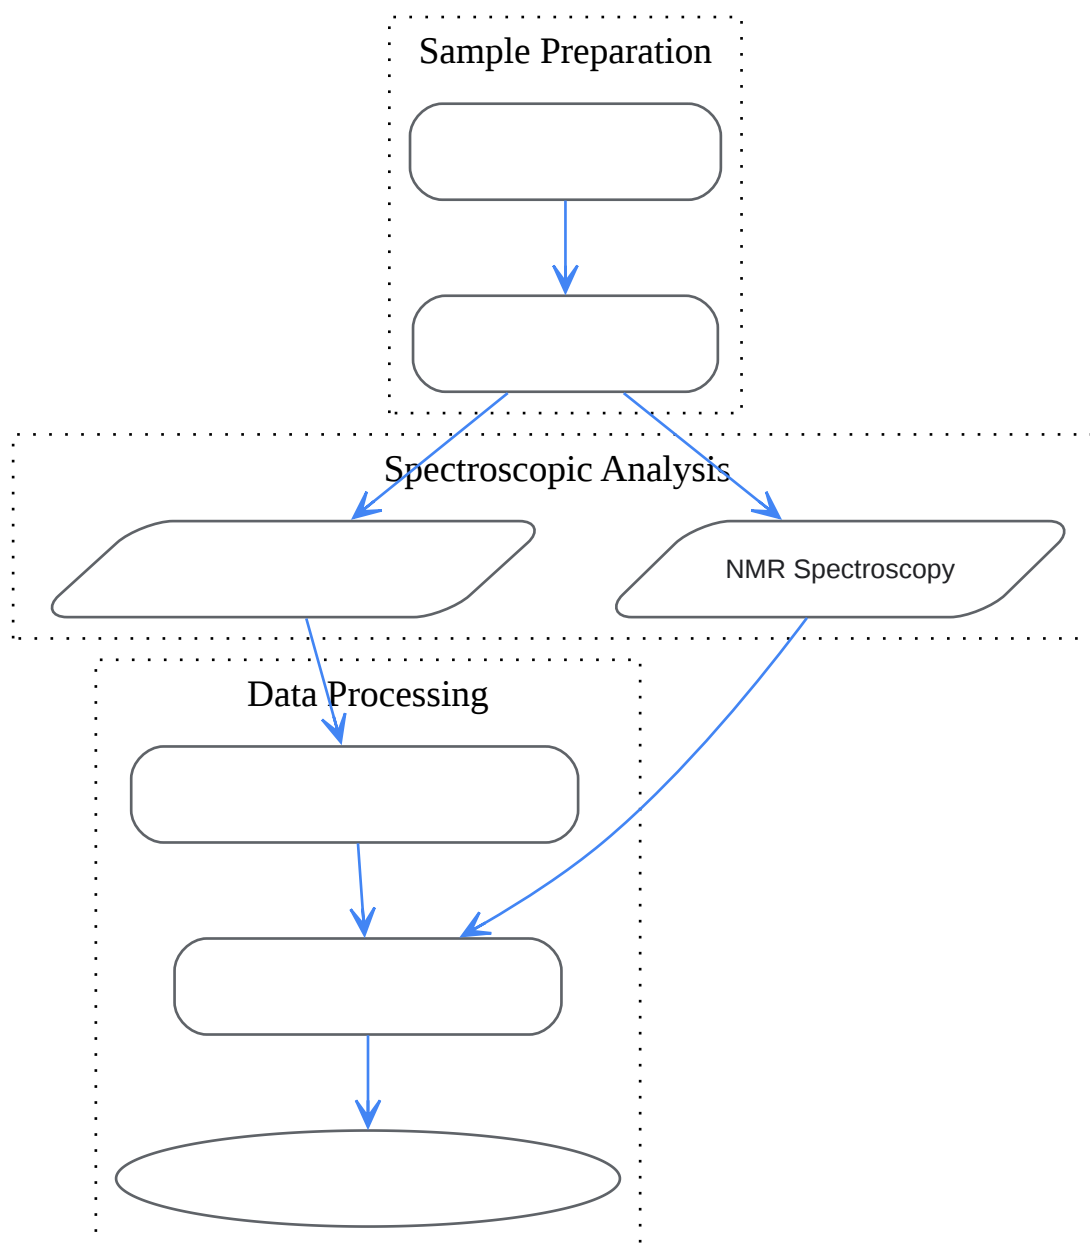 Sample Preparation
Spectroscopic Analysis
NMR Spectroscopy
Data Processing